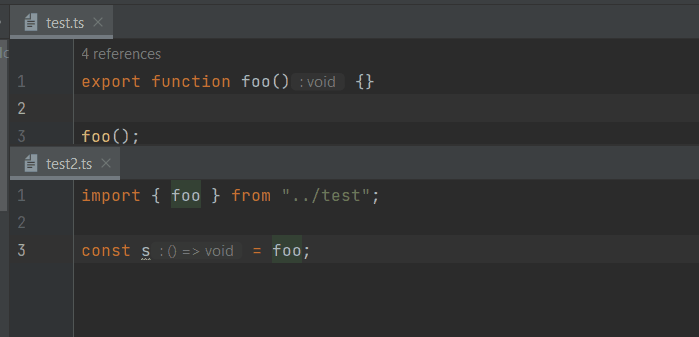 test.ts ×
4 references
1 export function foo() : void {}
2
3 foo();
test2.ts ×
1 import { foo } from "../test";
2
3 const s : () => void = foo;